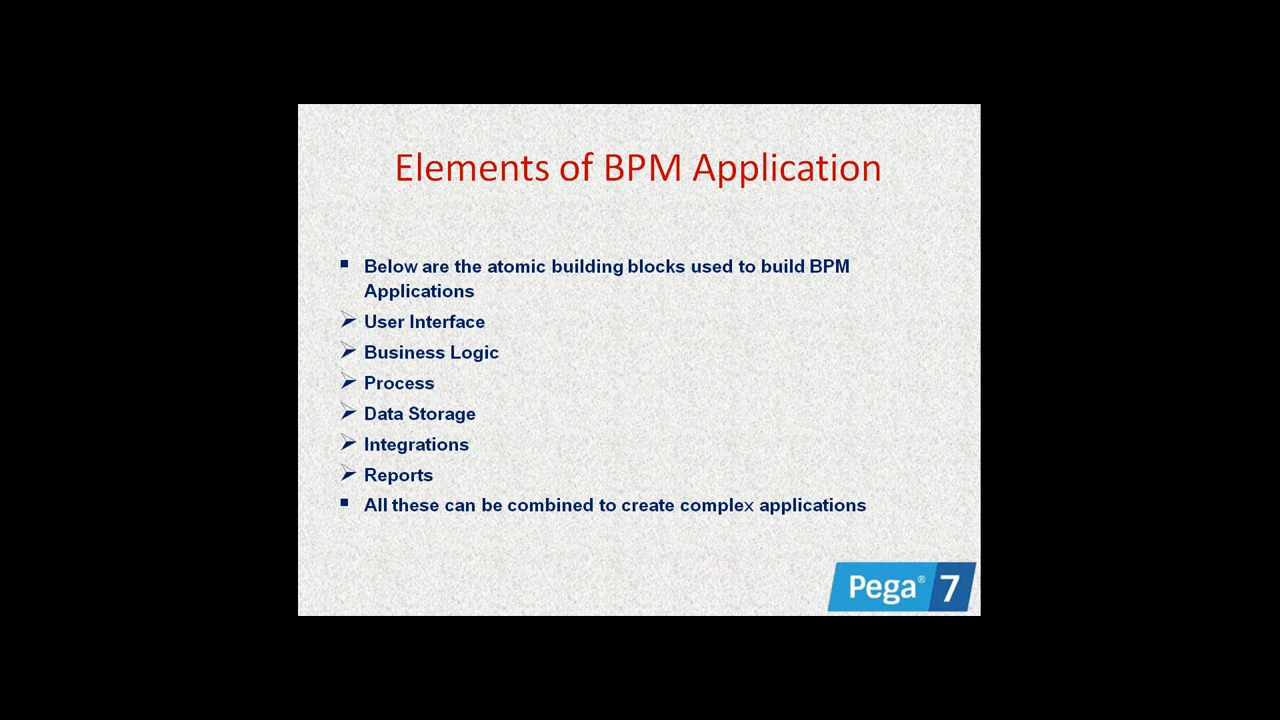 Elements of BPM Application
Below are the atomic building blocks used to build BPM
Applications
User Interface
Business Logic
Process
Data Storage
Integrations
Reports
All these can be combined to create complex applications
Pega® 7